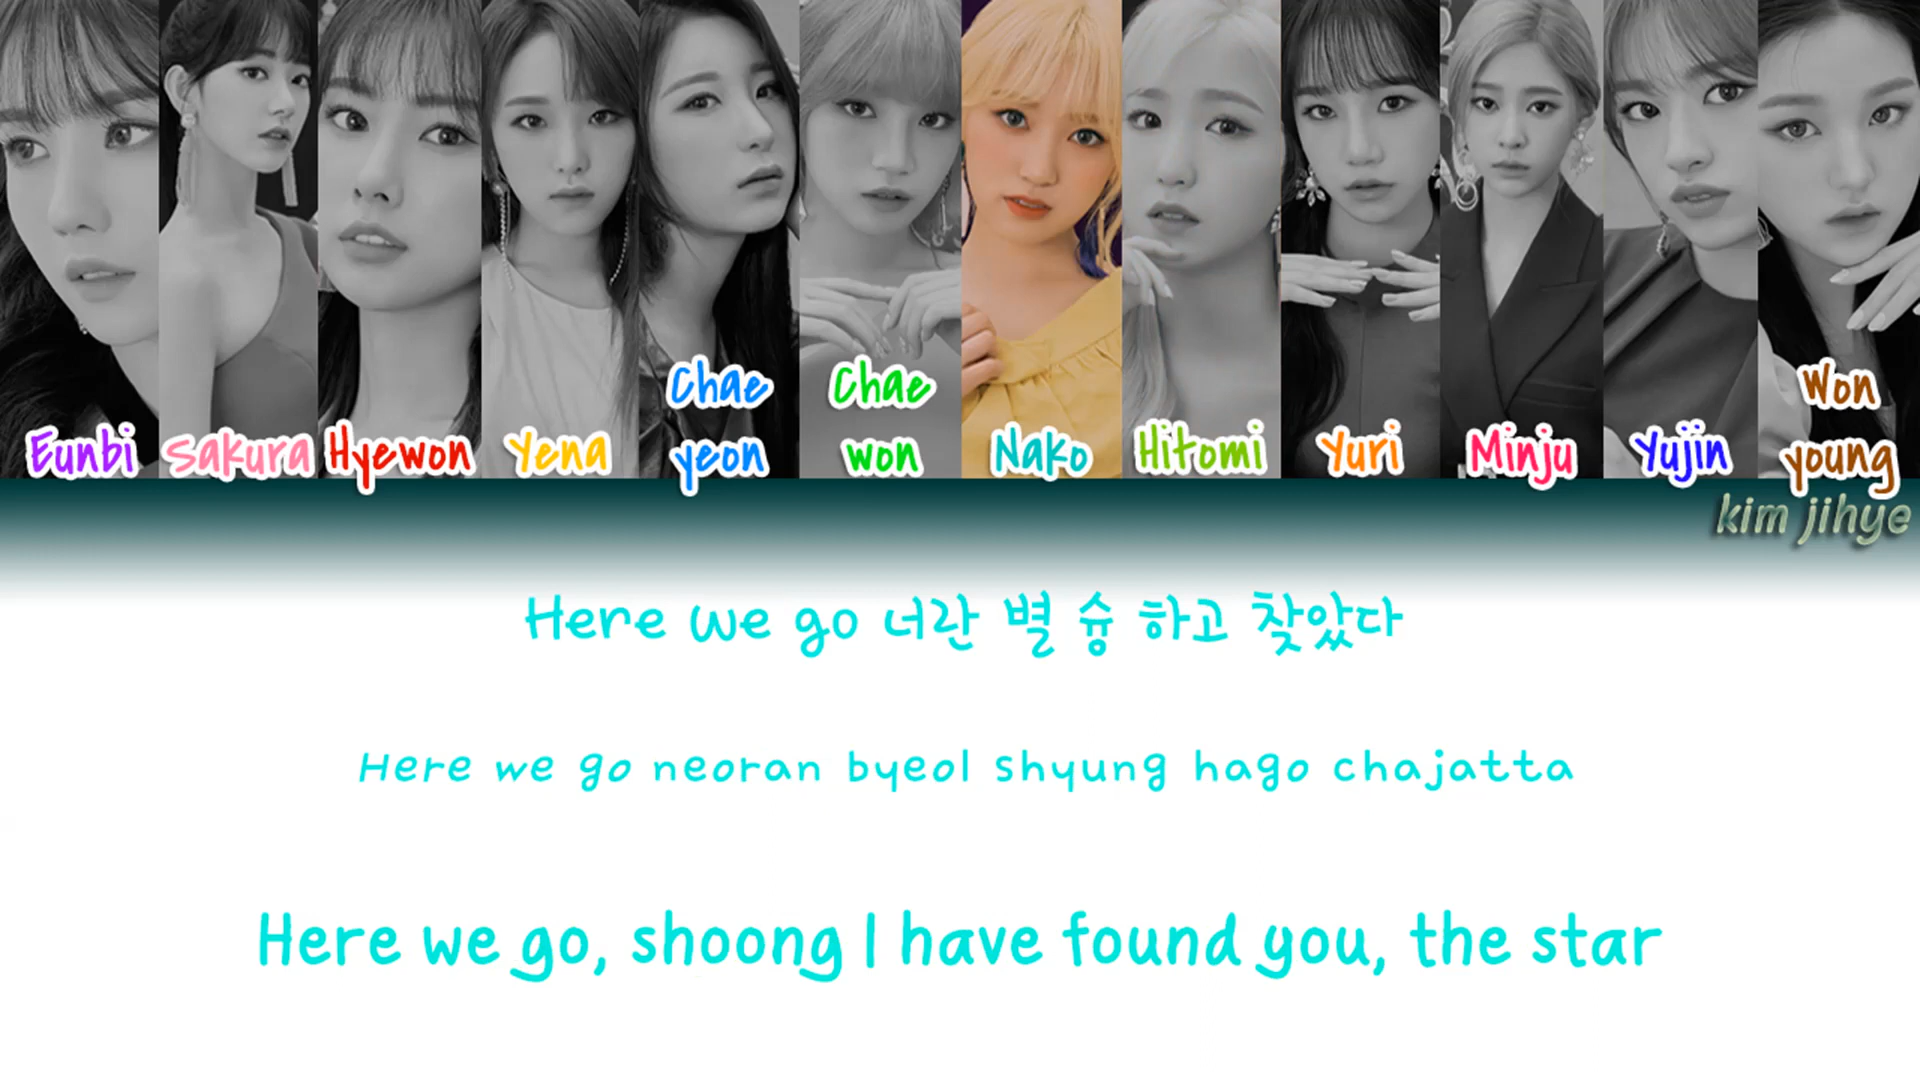 Eunbi
Sakura
Hyewon
Yena
Chae
yeon
Chae
won
Nako
Hitomi
Yuri
Minju
Yujin
Won
young
kim jihye
Here we go 너란 별 슝 하고 찾았다
Here we go neoran byeol shyung hago chajatta
Here we go, shoong I have found you, the star